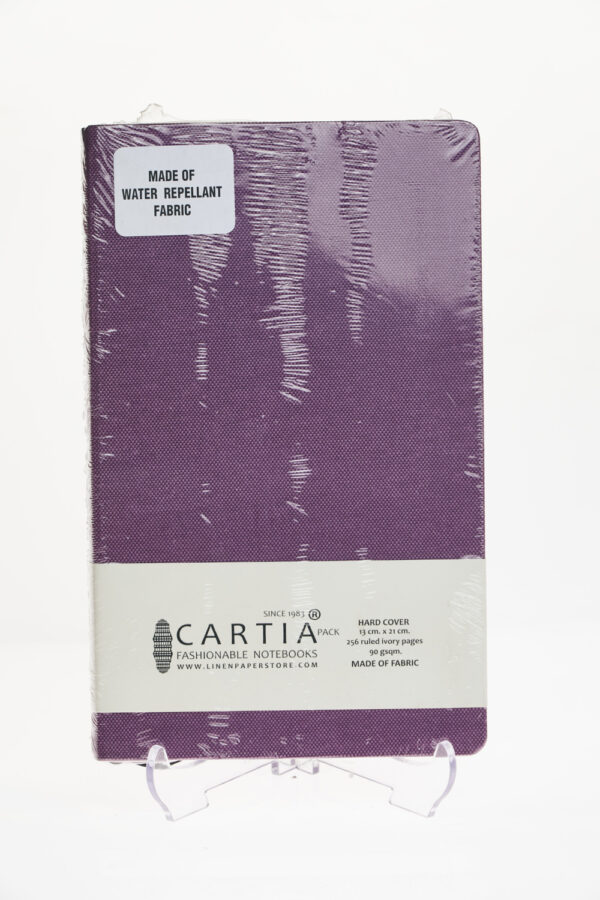 MADE OF
WATER REPELLANT
FABRIC
SINCE 1983 ®
CARTIA PACK
FASHIONABLE NOTEBOOKS
WWW.LINENPAPERSTORE.COM
HARD COVER
13 cm. x 21 cm.
256 ruled ivory pages
90 gsqm.
MADE OF FABRIC